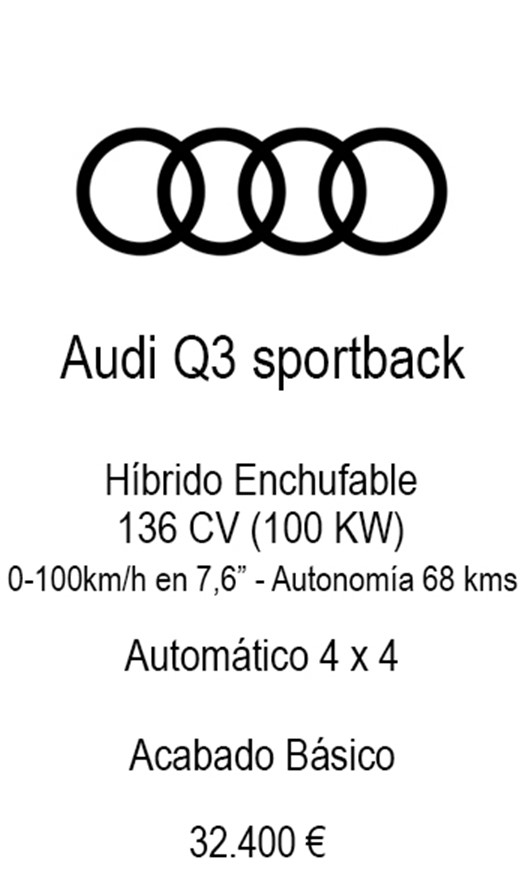 Audi Q3 sportback
Híbrido Enchufable
136 CV (100 KW)
0-100km/h en 7,6” - Autonomía 68 kms
Automático 4 x 4
Acabado Básico
32.400 €